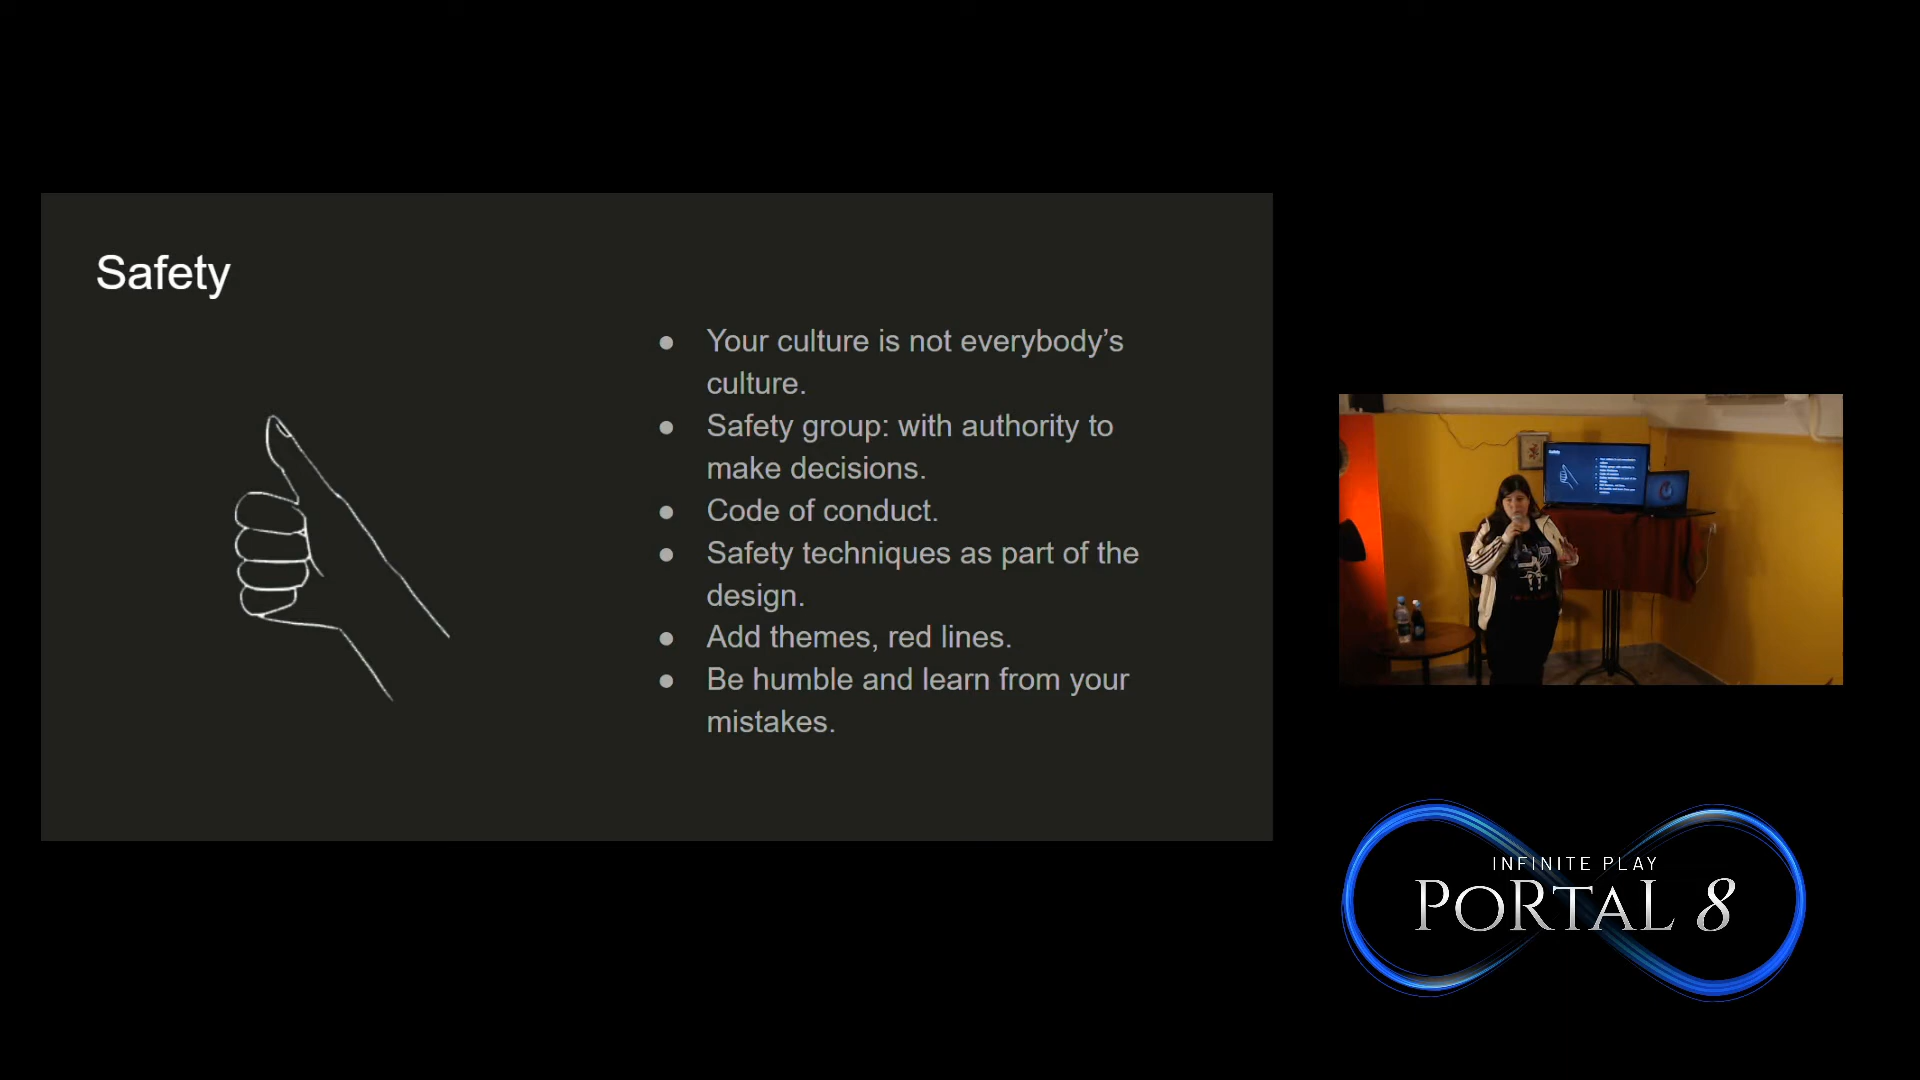 Safety
● Your culture is not everybody’s
culture.
● Safety group: with authority to
make decisions.
● Code of conduct.
● Safety techniques as part of the
design.
● Add themes, red lines.
● Be humble and learn from your
mistakes.
INFINITE PLAY
PORTAL 8